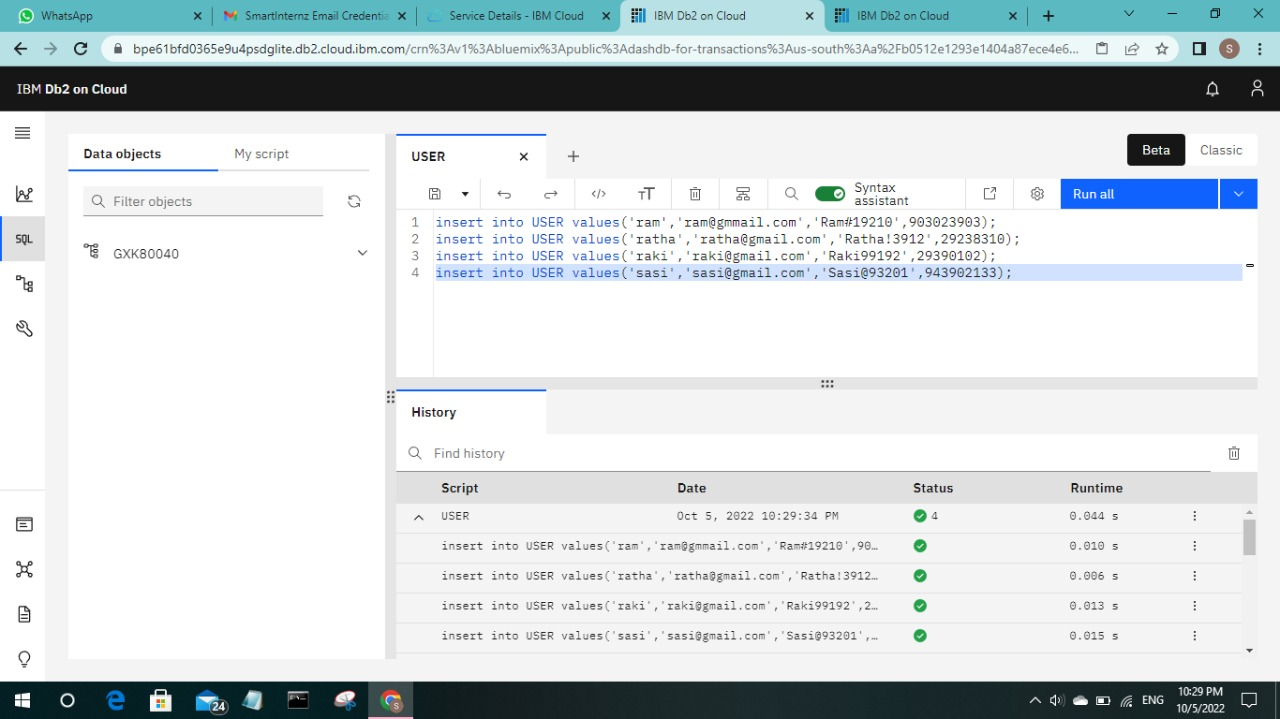 WhatsApp
SmartInternz Email Credentia
Service Details - IBM Cloud
IBM Db2 on Cloud
IBM Db2 on Cloud
bpe61bfd0365e9u4psdglite.db2.cloud.ibm.com/crn%3Av1%3Abluemix%3Apublic%3Adashdb-for-transactions%3Aus-south%3Aa%2Fb0512e1293e1404a87ece4e6...
S
IBM Db2 on Cloud
Data objects
My script
USER
Beta
Classic
Filter objects
Syntax
assistant
Run all
SQL
GXK80040
1 insert into USER values('ram','ram@gmmail.com','Ram#19210',903023903);
2 insert into USER values('ratha','ratha@gmail.com','Ratha!3912',29238310);
3 insert into USER values('raki','raki@gmail.com','Raki99192',29390102);
4 insert into USER values('sasi','sasi@gmail.com','Sasi@93201',943902133);
History
Find history
Script Date Status Runtime
USER Oct 5, 2022 10:29:34 PM 4 0.044 s
insert into USER values('ram','ram@gmmail.com','Ram#19210',90... 0.010 s
insert into USER values('ratha','ratha@gmail.com','Ratha!3912... 0.006 s
insert into USER values('raki','raki@gmail.com','Raki99192',2... 0.013 s
insert into USER values('sasi','sasi@gmail.com','Sasi@93201',... 0.015 s
24
S
ENG
10:29 PM
10/5/2022